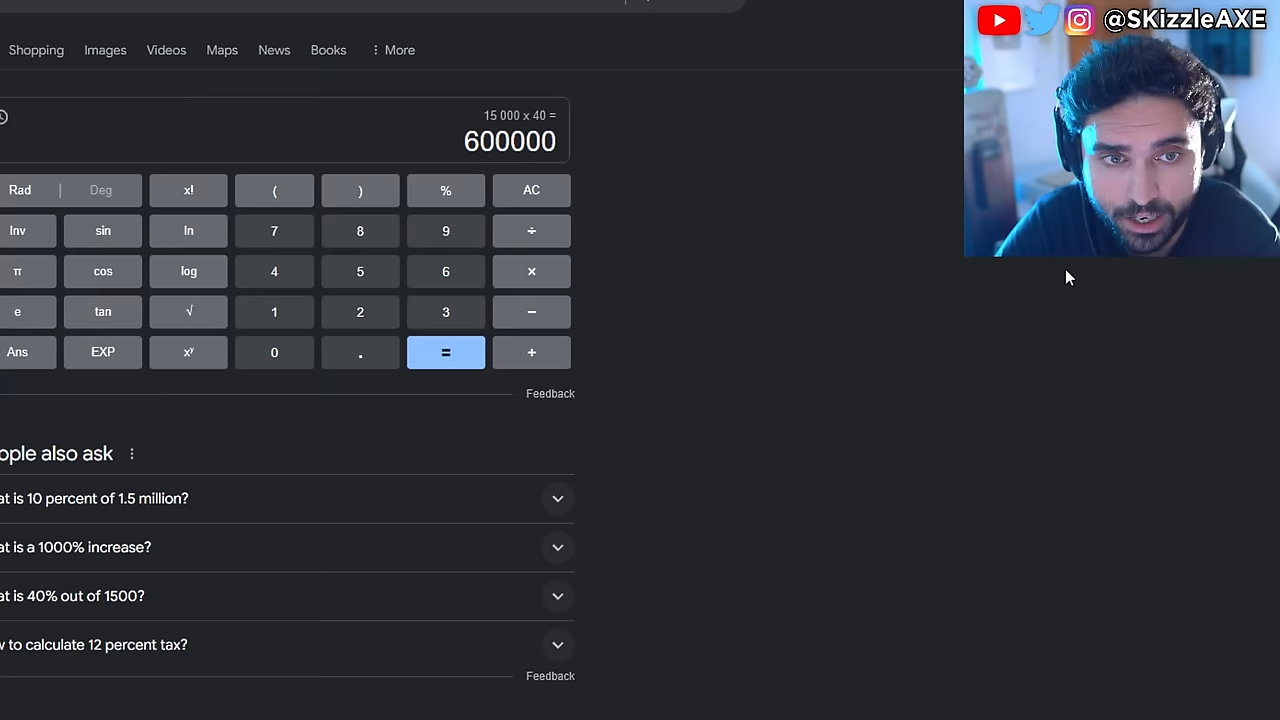 @SKizzleAXE
Shopping Images Videos Maps News Books More
15 000 x 40 =
600000
Rad | Deg x! ( ) % AC
Inv sin ln 7 8 9 ÷
π cos log 4 5 6 ×
e tan √ 1 2 3 −
Ans EXP xʸ 0 . = +
Feedback
ople also ask
at is 10 percent of 1.5 million?
at is a 1000% increase?
at is 40% out of 1500?
w to calculate 12 percent tax?
Feedback